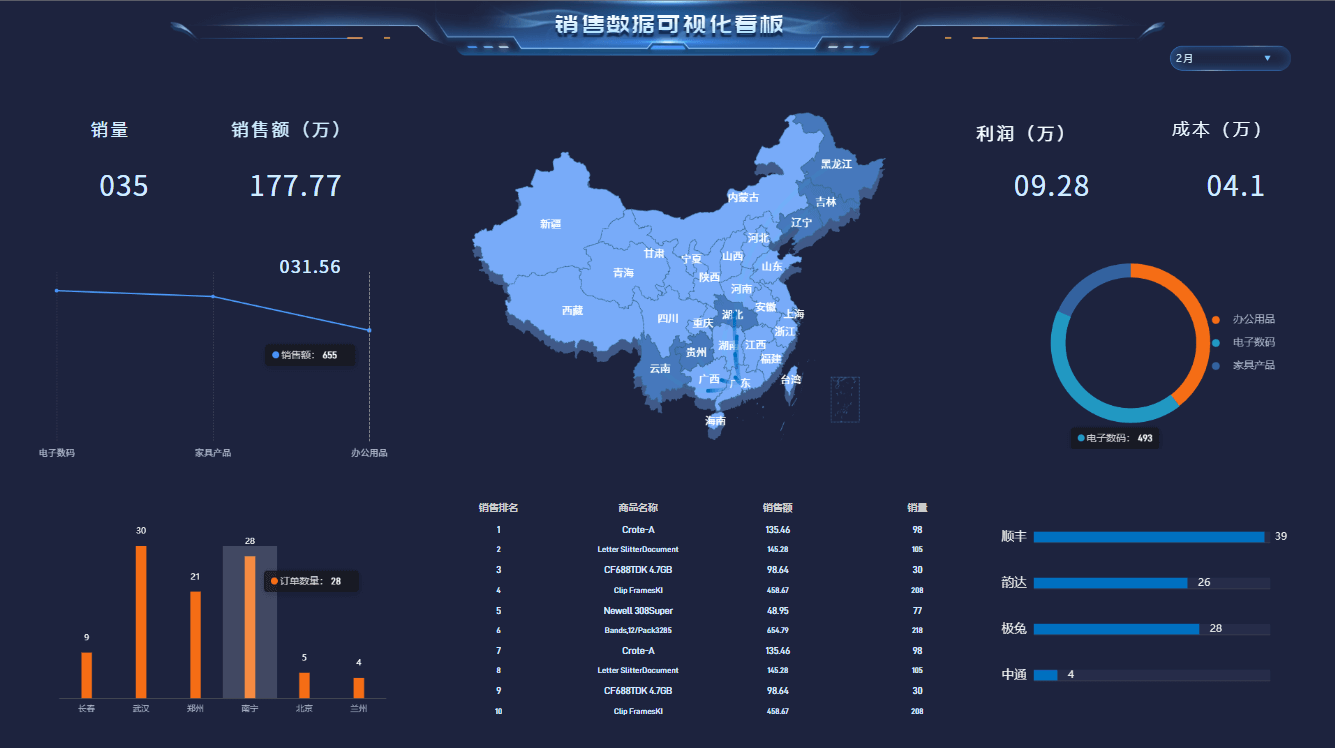 销售数据可视化看板
2月
销量
销售额（万）
利润（万）
成本（万）
035
177.77
09.28
04.1
031.56
销售额： 655
电子数码
家具产品
办公用品
黑龙江
内蒙古
吉林
新疆
辽宁
河北
甘肃
宁夏
山西
山东
青海
陕西
河南
西藏
四川
重庆
湖北
安徽
上海
浙江
贵州
湖南
江西
福建
云南
广西
广东
台湾
海南
办公用品
电子数码
家具产品
电子数码： 493
30
28
21
9
5
4
订单数量： 28
长春
武汉
郑州
南宁
北京
兰州
销售排名 商品名称 销售额 销量
1 Crote-A 135.46 98
2 Letter SlitterDocument 145.28 105
3 CF688TDK 4.7GB 98.64 30
4 Clip FramesKI 458.67 208
5 Newell 308Super 48.95 77
6 Bands,12/Pack3285 654.79 218
7 Crote-A 135.46 98
8 Letter SlitterDocument 145.28 105
9 CF688TDK 4.7GB 98.64 30
10 Clip FramesKI 458.67 208
顺丰 39
韵达 26
极兔 28
中通 4